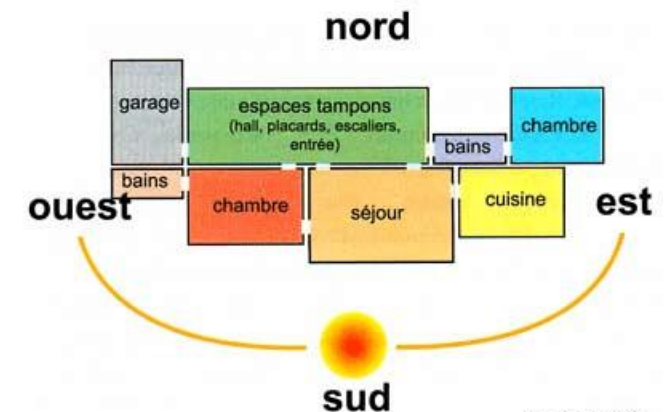 nord
garage
espaces tampons
(hall, placards, escaliers,
entrée)
bains
chambre
bains
chambre
séjour
cuisine
ouest
est
sud